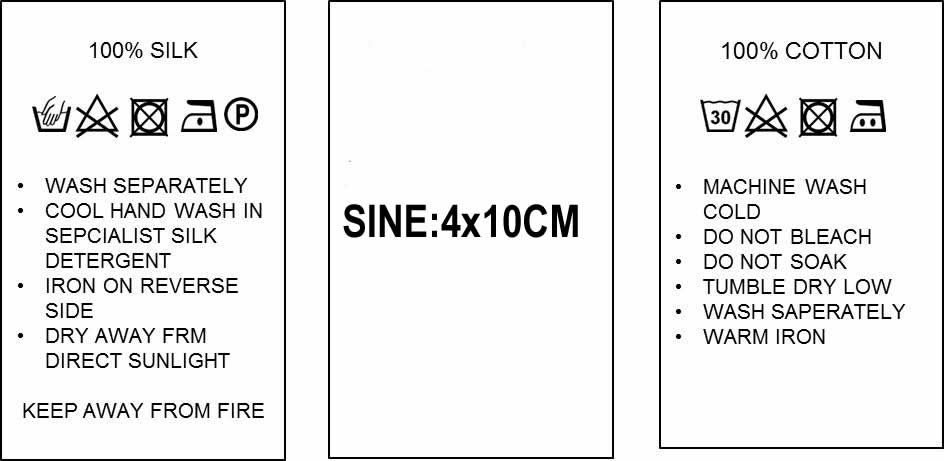 100% SILK
P
• WASH SEPARATELY
• COOL HAND WASH IN
SEPCIALIST SILK
DETERGENT
• IRON ON REVERSE
SIDE
• DRY AWAY FRM
DIRECT SUNLIGHT
KEEP AWAY FROM FIRE
SINE:4x10CM
100% COTTON
30
• MACHINE WASH
COLD
• DO NOT BLEACH
• DO NOT SOAK
• TUMBLE DRY LOW
• WASH SAPERATELY
• WARM IRON